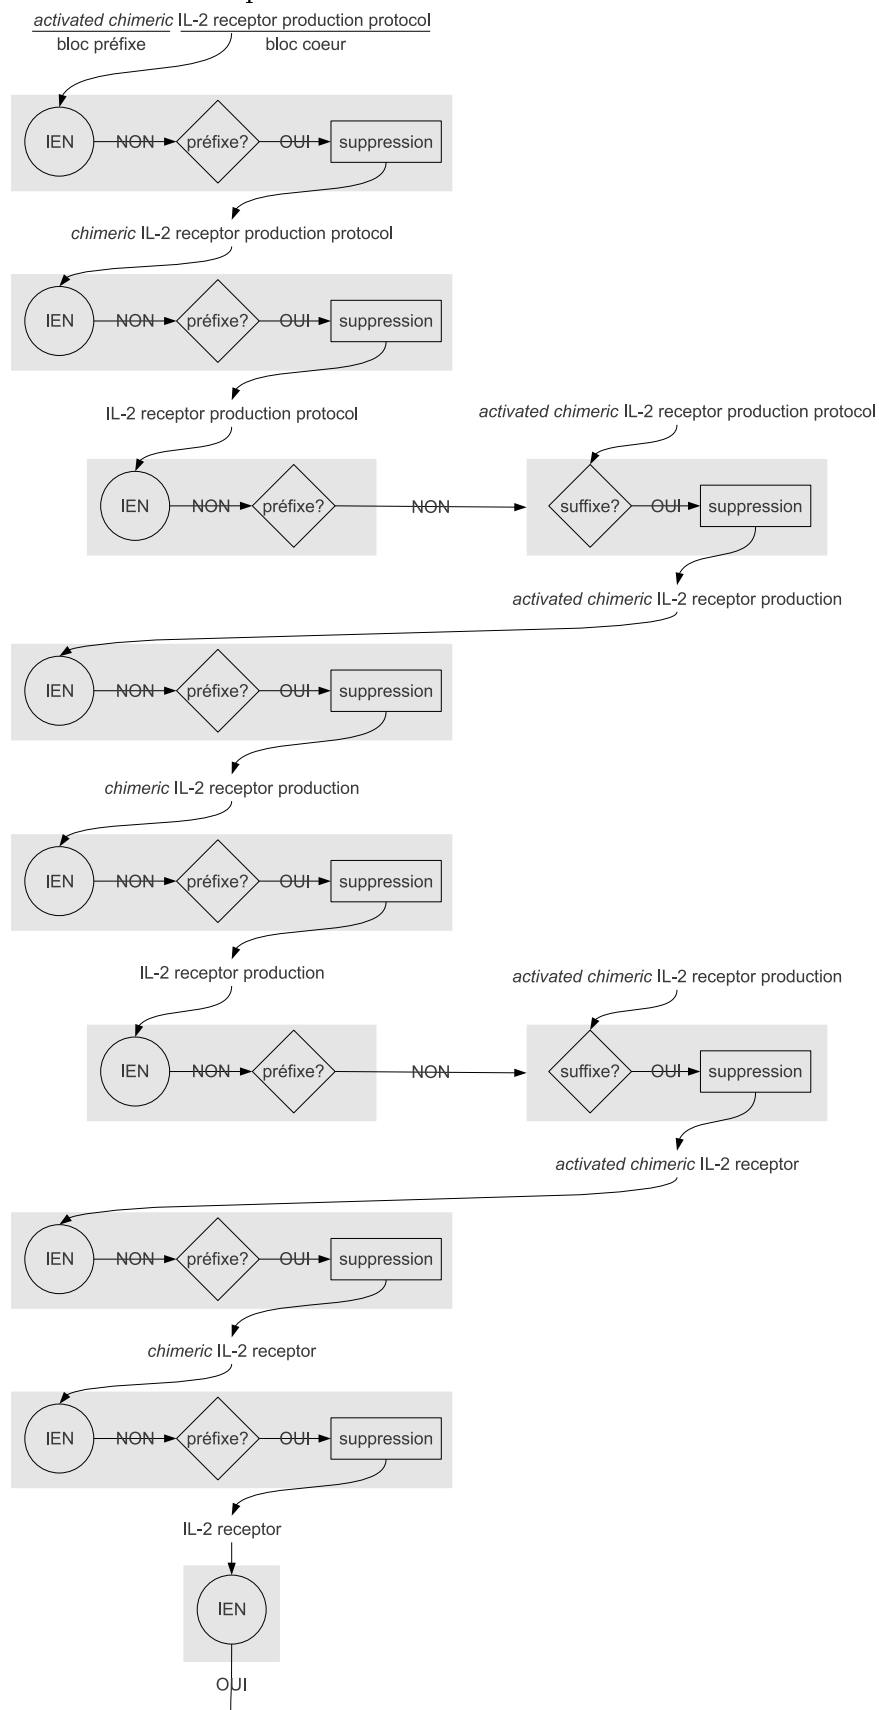 activated chimeric IL-2 receptor production protocol
bloc préfixe bloc coeur
IEN NON préfixe? OUI suppression
chimeric IL-2 receptor production protocol
IEN NON préfixe? OUI suppression
IL-2 receptor production protocol
activated chimeric IL-2 receptor production protocol
IEN NON préfixe? NON suffixe? OUI suppression
activated chimeric IL-2 receptor production
IEN NON préfixe? OUI suppression
chimeric IL-2 receptor production
IEN NON préfixe? OUI suppression
IL-2 receptor production
activated chimeric IL-2 receptor production
IEN NON préfixe? NON suffixe? OUI suppression
activated chimeric IL-2 receptor
IEN NON préfixe? OUI suppression
chimeric IL-2 receptor
IEN NON préfixe? OUI suppression
IL-2 receptor
IEN
OUI